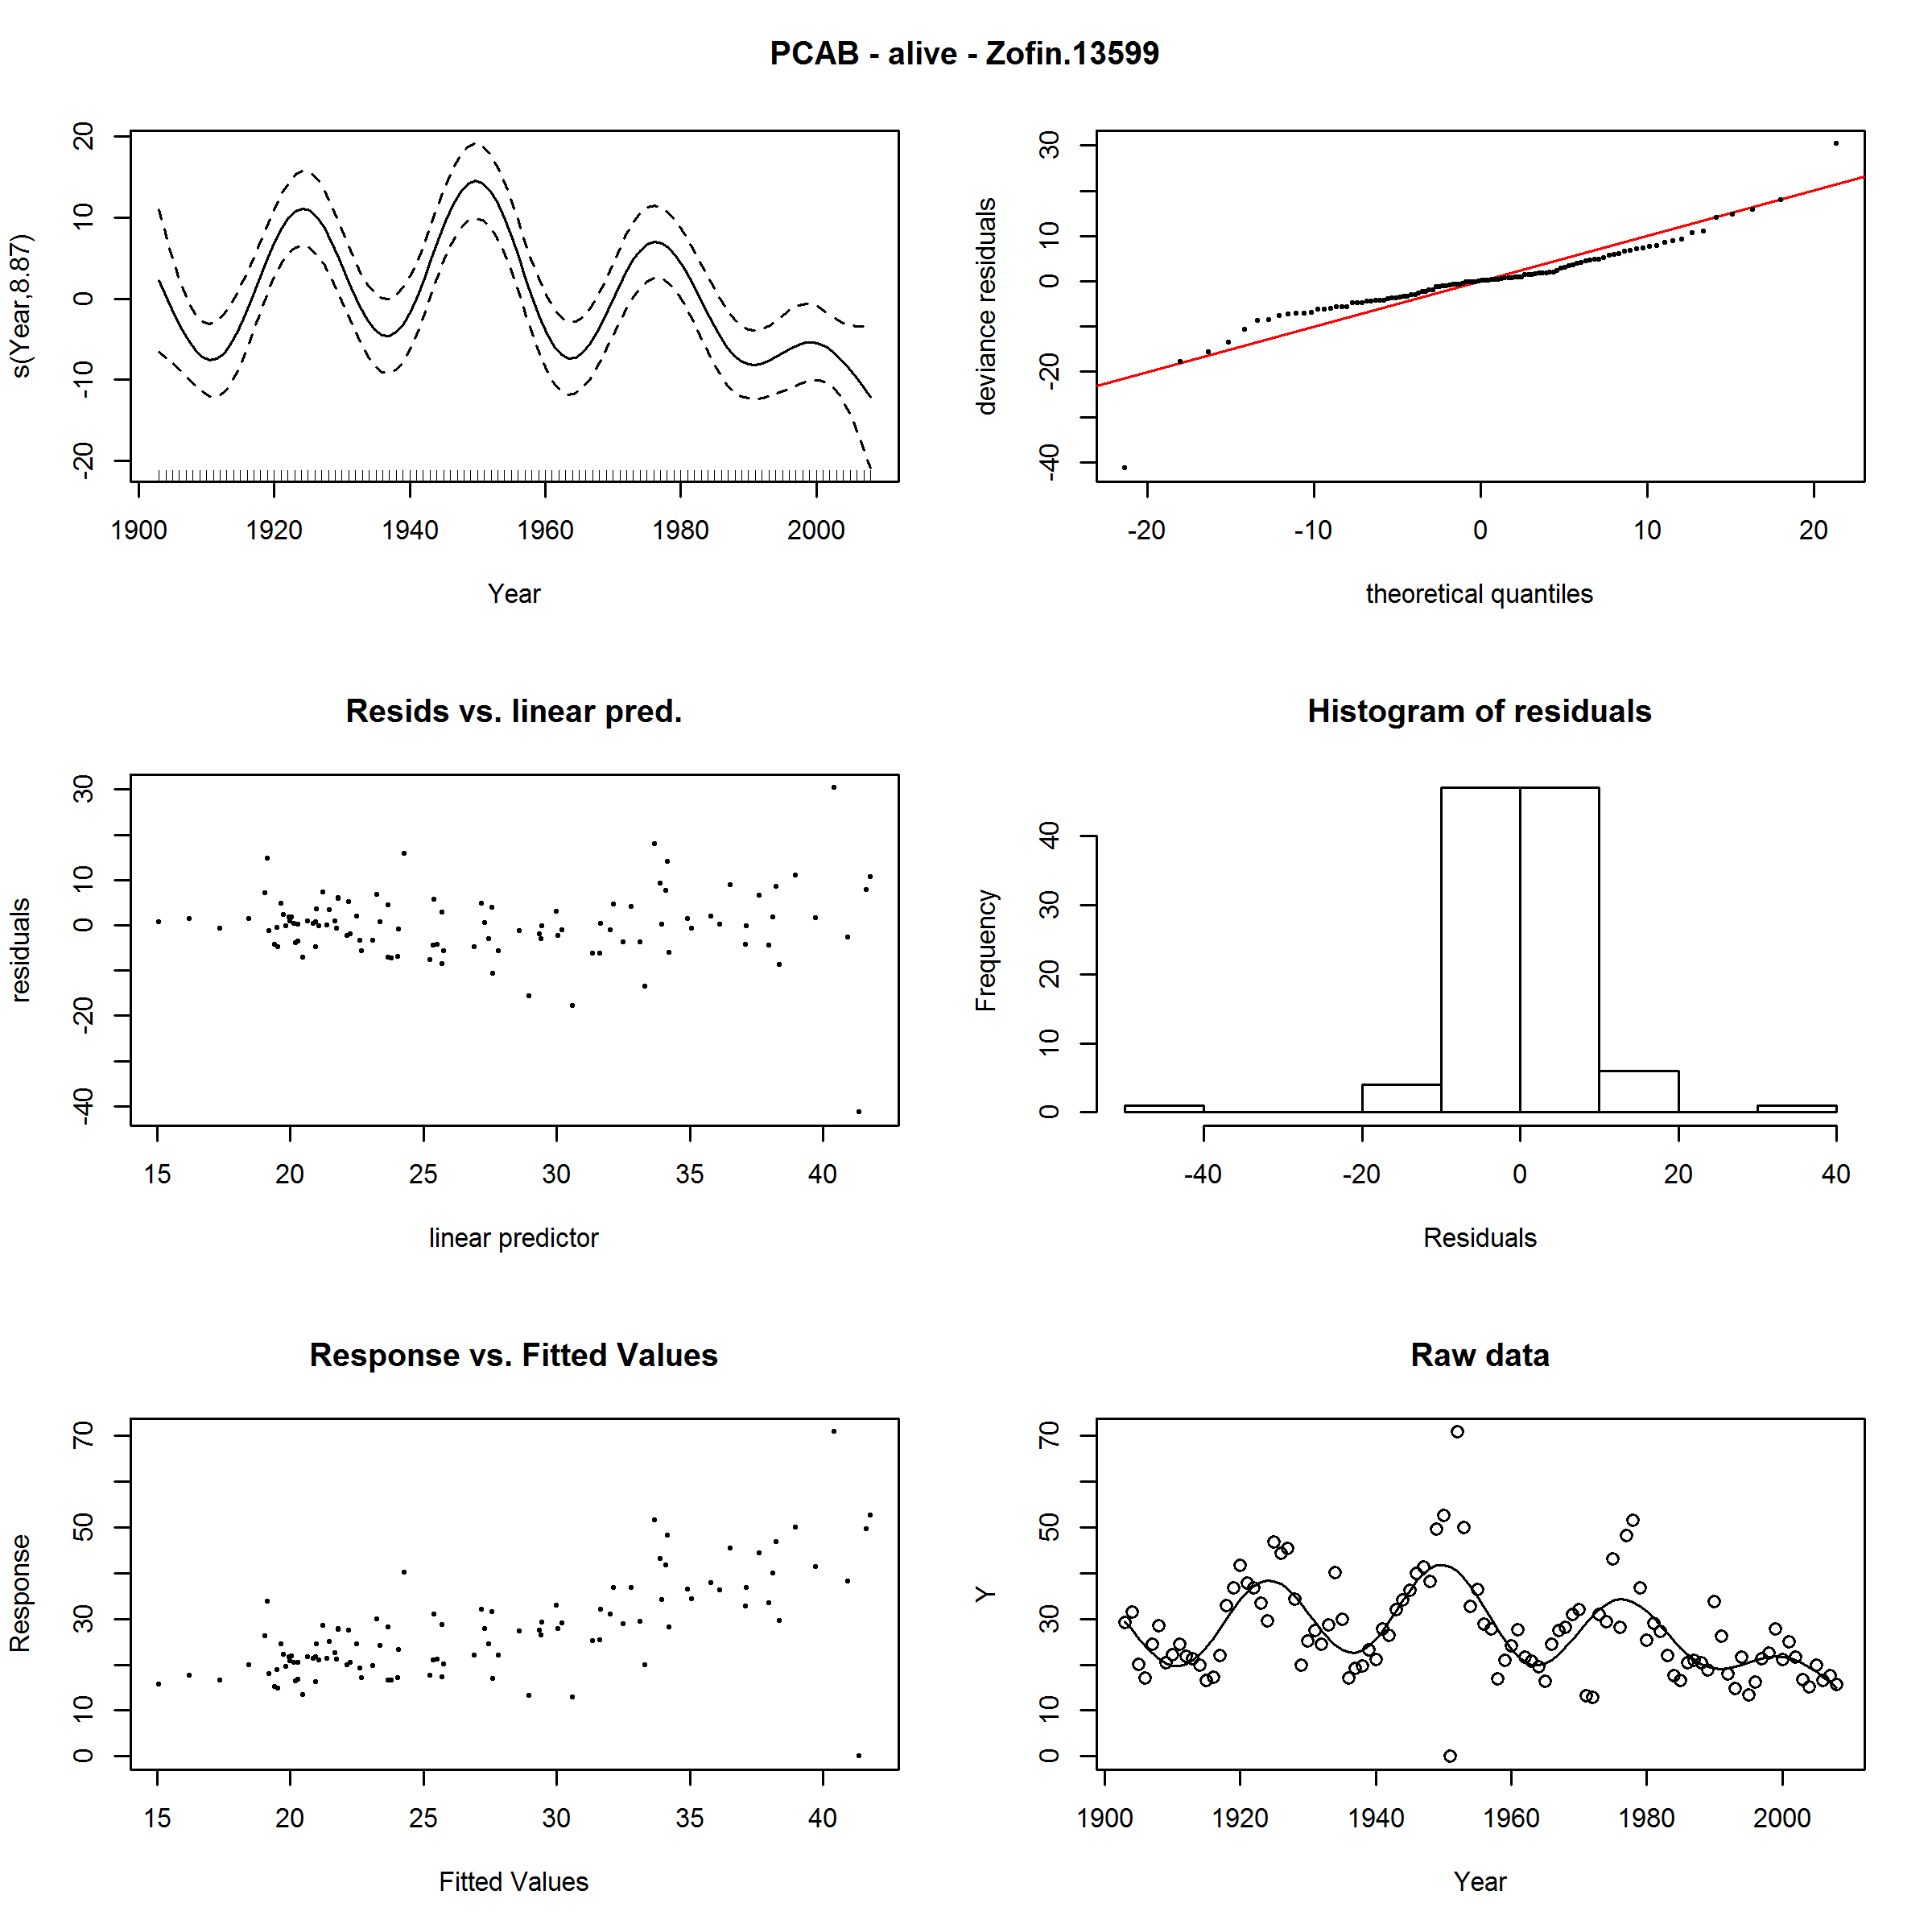 PCAB - alive - Zofin.13599
s(Year,8.87)
20
10
0
-10
-20
1900 1920 1940 1960 1980 2000
Year
deviance residuals
30
10
0
-20
-40
-20 -10 0 10 20
theoretical quantiles
Resids vs. linear pred.
residuals
30
10
0
-20
-40
15 20 25 30 35 40
linear predictor
Histogram of residuals
Frequency
40
30
20
10
0
-40 -20 0 20 40
Residuals
Response vs. Fitted Values
Response
70
50
30
10
0
15 20 25 30 35 40
Fitted Values
Raw data
Y
70
50
30
10
0
1900 1920 1940 1960 1980 2000
Year